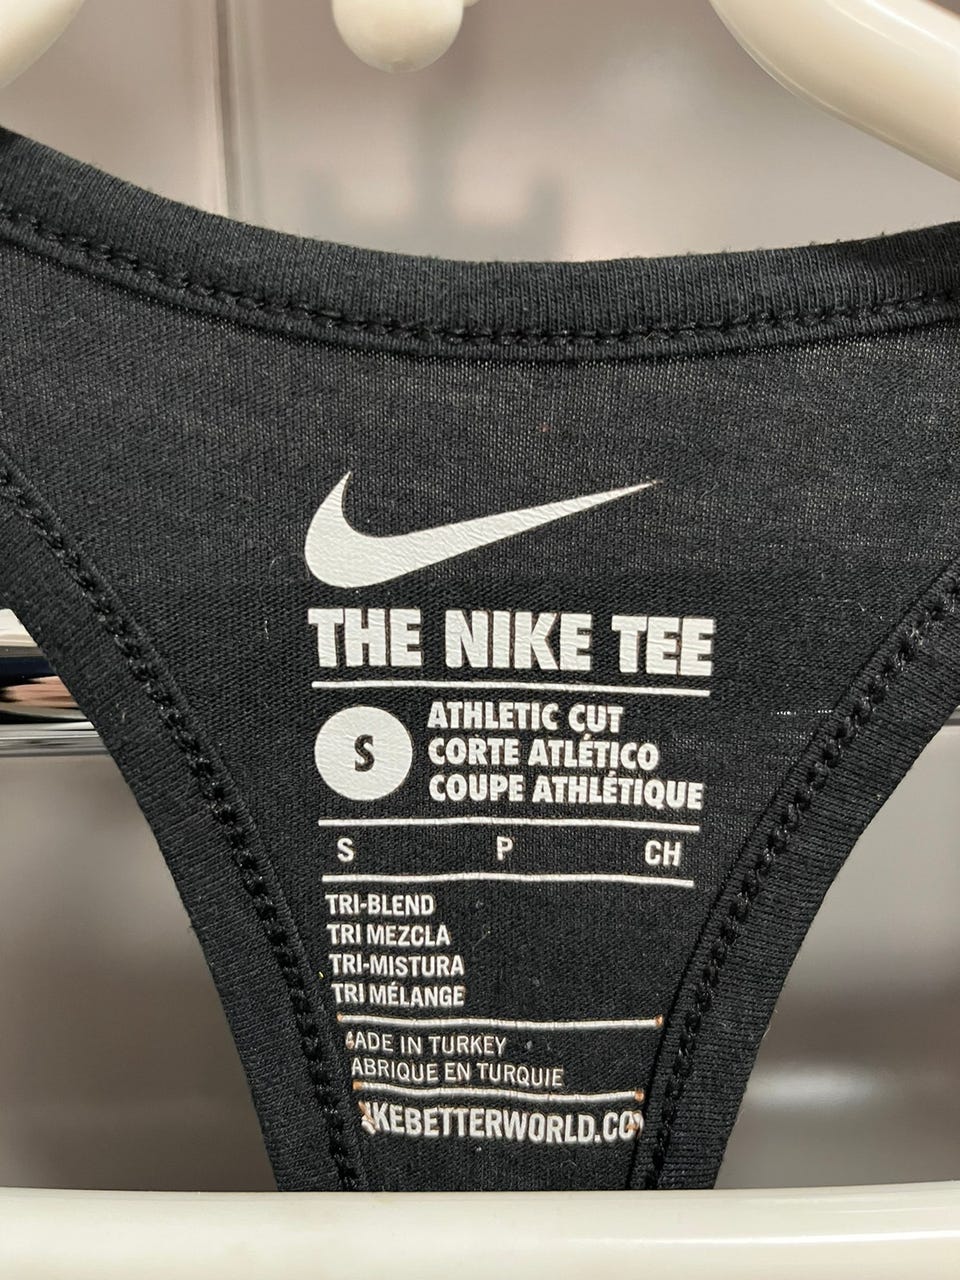 THE NIKE TEE
S
ATHLETIC CUT
CORTE ATLÉTICO
COUPE ATHLÉTIQUE
S P CH
TRI-BLEND
TRI MEZCLA
TRI-MISTURA
TRI MÉLANGE
ADE IN TURKEY
ABRIQUE EN TURQUIE
IKEBETTERWORLD.CO